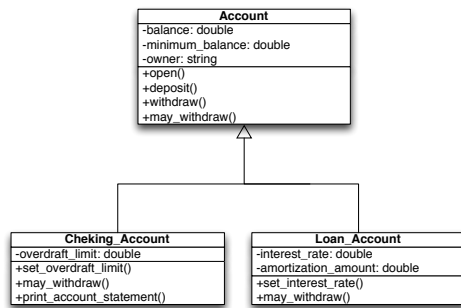 Account
-balance: double
-minimum_balance: double
-owner: string
+open()
+deposit()
+withdraw()
+may_withdraw()
Cheking_Account
-overdraft_limit: double
+set_overdraft_limit()
+may_withdraw()
+print_account_statement()
Loan_Account
-interest_rate: double
-amortization_amount: double
+set_interest_rate()
+may_withdraw()